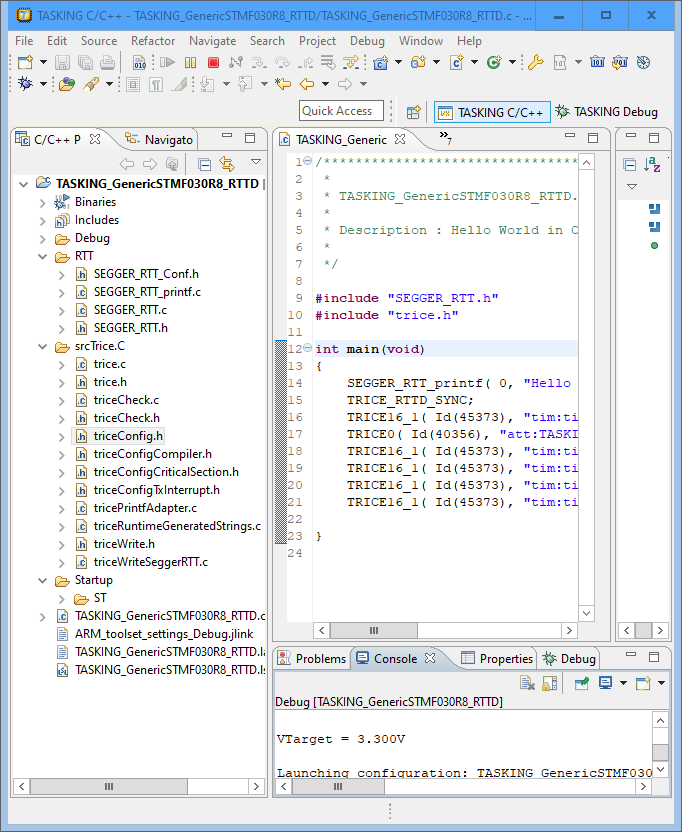 TASKING C/C++ - TASKING_GenericSTMF030R8_RTTD/TASKING_GenericSTMF030R8_RTTD.c - ...
File Edit Source Refactor Navigate Search Project Debug Window Help
Quick Access
TASKING C/C++
TASKING Debug
C/C++ P
Navigato
TASKING_GenericSTMF030R8_RTTD
Binaries
Includes
Debug
RTT
SEGGER_RTT_Conf.h
SEGGER_RTT_printf.c
SEGGER_RTT.c
SEGGER_RTT.h
srcTrice.C
trice.c
trice.h
triceCheck.c
triceCheck.h
triceConfig.h
triceConfigCompiler.h
triceConfigCriticalSection.h
triceConfigTxInterrupt.h
tricePrintfAdapter.c
triceRuntimeGeneratedStrings.c
triceWrite.h
triceWriteSeggerRTT.c
Startup
ST
TASKING_GenericSTMF030R8_RTTD.c
ARM_toolset_settings_Debug.jlink
TASKING_GenericSTMF030R8_RTTD.la
TASKING_GenericSTMF030R8_RTTD.ls
TASKING_Generic
7
1 /*********************************
2 *
3 * TASKING_GenericSTMF030R8_RTTD.
4 *
5 * Description : Hello World in C
6 *
7 */
8
9 #include "SEGGER_RTT.h"
10 #include "trice.h"
11
12 int main(void)
13 {
14 SEGGER_RTT_printf( 0, "Hello
15 TRICE_RTTD_SYNC;
16 TRICE16_1( Id(45373), "tim:ti
17 TRICE0( Id(40356), "att:TASKI
18 TRICE16_1( Id(45373), "tim:ti
19 TRICE16_1( Id(45373), "tim:ti
20 TRICE16_1( Id(45373), "tim:ti
21 TRICE16_1( Id(45373), "tim:ti
22
23 }
24
Problems
Console
Properties
Debug
Debug [TASKING_GenericSTMF030R8_RTTD]
VTarget = 3.300V
Launching configuration: TASKING_GenericSTMF030